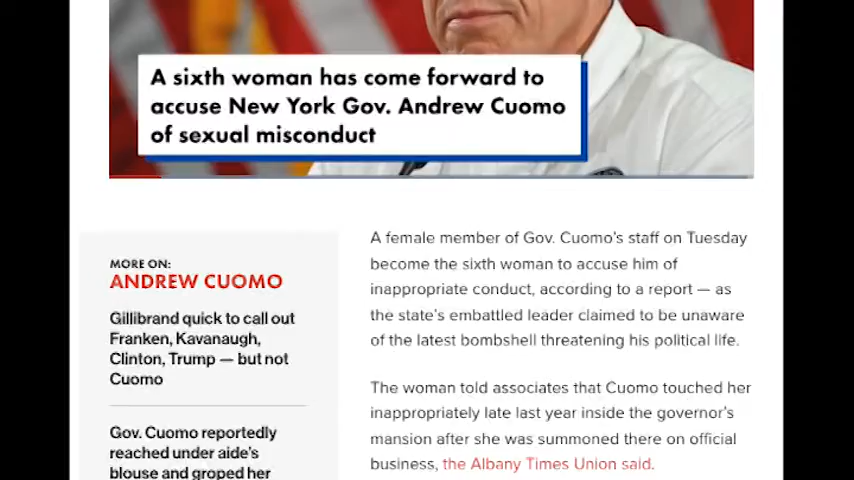 A sixth woman has come forward to
accuse New York Gov. Andrew Cuomo
of sexual misconduct
MORE ON:
ANDREW CUOMO
Gillibrand quick to call out
Franken, Kavanaugh,
Clinton, Trump — but not
Cuomo
Gov. Cuomo reportedly
reached under aide's
blouse and groped her
A female member of Gov. Cuomo's staff on Tuesday
become the sixth woman to accuse him of
inappropriate conduct, according to a report — as
the state's embattled leader claimed to be unaware
of the latest bombshell threatening his political life.
The woman told associates that Cuomo touched her
inappropriately late last year inside the governor's
mansion after she was summoned there on official
business, the Albany Times Union said.